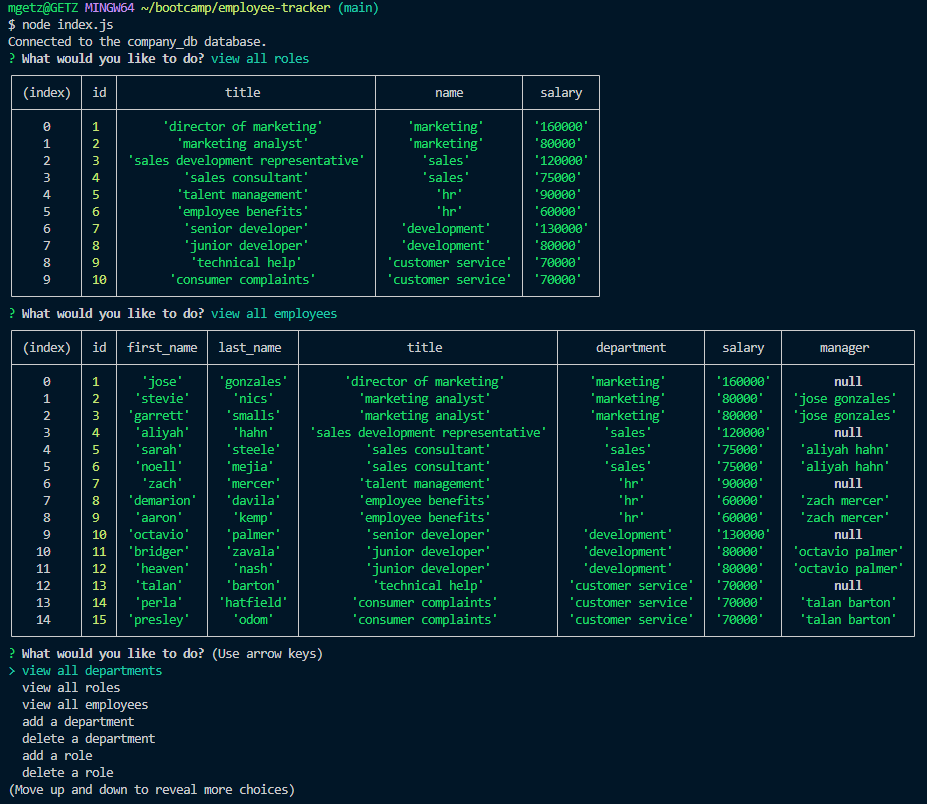 mgetz@GETZ MINGW64 ~/bootcamp/employee-tracker (main)
$ node index.js
Connected to the company_db database.
? What would you like to do? view all roles
(index) id title name salary
0 1 'director of marketing' 'marketing' '160000'
1 2 'marketing analyst' 'marketing' '80000'
2 3 'sales development representative' 'sales' '120000'
3 4 'sales consultant' 'sales' '75000'
4 5 'talent management' 'hr' '90000'
5 6 'employee benefits' 'hr' '60000'
6 7 'senior developer' 'development' '130000'
7 8 'junior developer' 'development' '80000'
8 9 'technical help' 'customer service' '70000'
9 10 'consumer complaints' 'customer service' '70000'
? What would you like to do? view all employees
(index) id first_name last_name title department salary manager
0 1 'jose' 'gonzales' 'director of marketing' 'marketing' '160000' null
1 2 'stevie' 'nics' 'marketing analyst' 'marketing' '80000' 'jose gonzales'
2 3 'garrett' 'smalls' 'marketing analyst' 'marketing' '80000' 'jose gonzales'
3 4 'aliyah' 'hahn' 'sales development representative' 'sales' '120000' null
4 5 'sarah' 'steele' 'sales consultant' 'sales' '75000' 'aliyah hahn'
5 6 'noell' 'mejia' 'sales consultant' 'sales' '75000' 'aliyah hahn'
6 7 'zach' 'mercer' 'talent management' 'hr' '90000' null
7 8 'demarion' 'davila' 'employee benefits' 'hr' '60000' 'zach mercer'
8 9 'aaron' 'kemp' 'employee benefits' 'hr' '60000' 'zach mercer'
9 10 'octavio' 'palmer' 'senior developer' 'development' '130000' null
10 11 'bridger' 'zavala' 'junior developer' 'development' '80000' 'octavio palmer'
11 12 'heaven' 'nash' 'junior developer' 'development' '80000' 'octavio palmer'
12 13 'talan' 'barton' 'technical help' 'customer service' '70000' null
13 14 'perla' 'hatfield' 'consumer complaints' 'customer service' '70000' 'talan barton'
14 15 'presley' 'odom' 'consumer complaints' 'customer service' '70000' 'talan barton'
? What would you like to do? (Use arrow keys)
> view all departments
view all roles
view all employees
add a department
delete a department
add a role
delete a role
(Move up and down to reveal more choices)